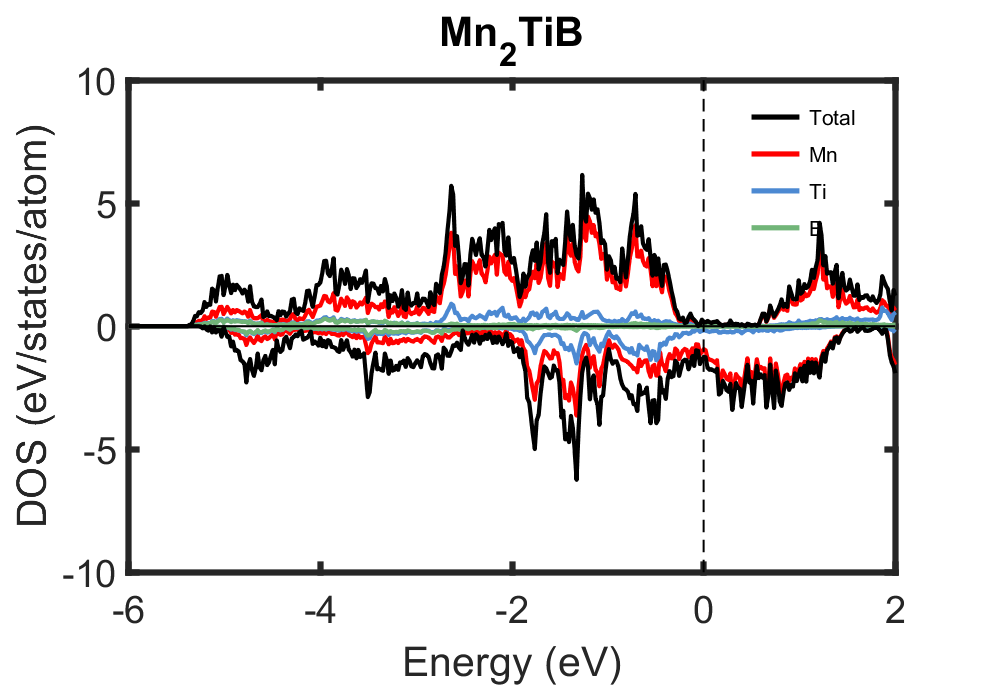 Mn2TiB
10
5
0
-5
-10
DOS (eV/states/atom)
Total
Mn
Ti
B
-6 -4 -2 0 2
Energy (eV)